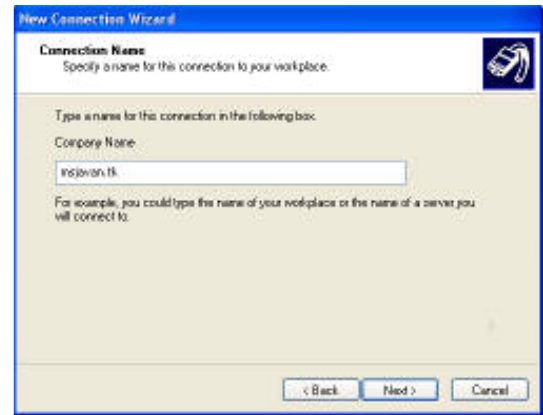 New Connection Wizard
Connection Name
Specify a name for this connection to your workplace.
Type a name for this connection in the following box.
Company Name
msjavan.tk
For example, you could type the name of your workplace or the name of a server you
will connect to.
< Back
Next >
Cancel